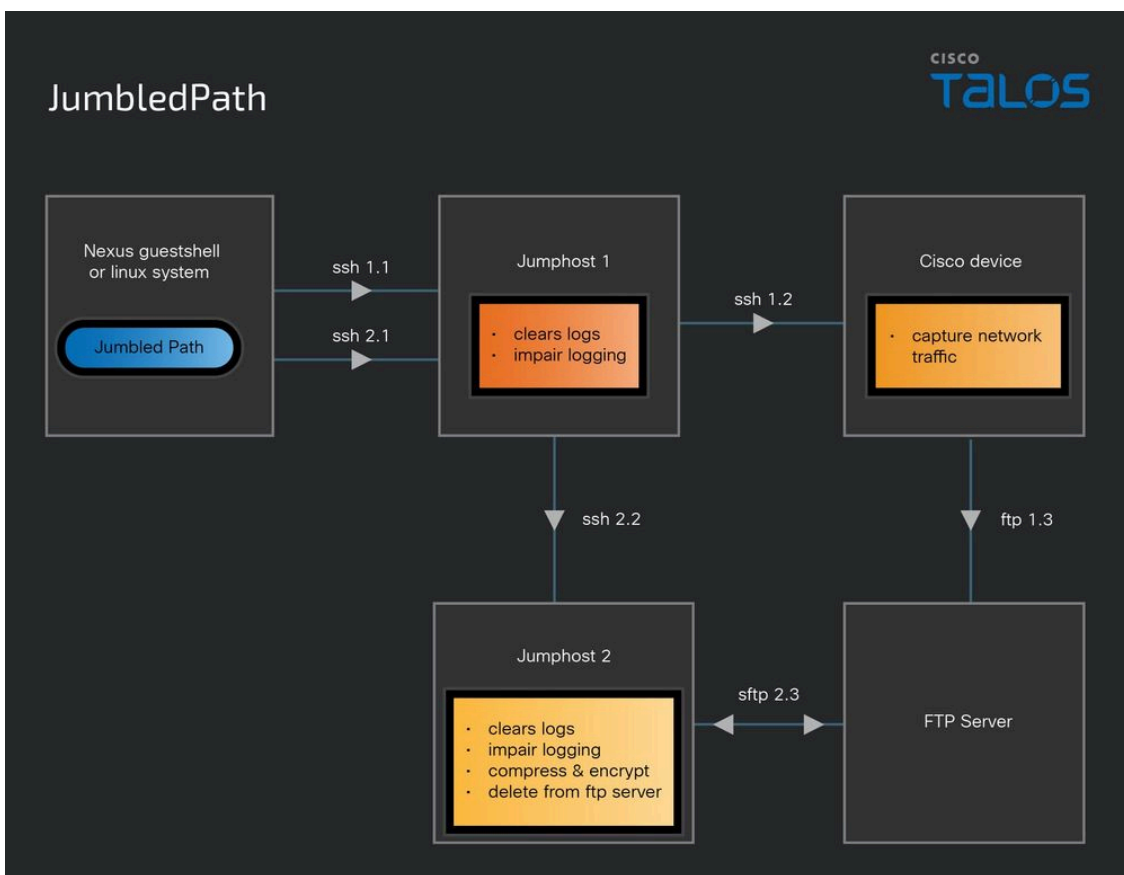 CISCO
TALOS
JumbledPath
Nexus guestshell
or linux system
Jumbled Path
ssh 1.1
ssh 2.1
Jumphost 1
· clears logs
· impair logging
ssh 1.2
Cisco device
· capture network
traffic
ssh 2.2
ftp 1.3
Jumphost 2
· clears logs
· impair logging
· compress & encrypt
· delete from ftp server
sftp 2.3
FTP Server